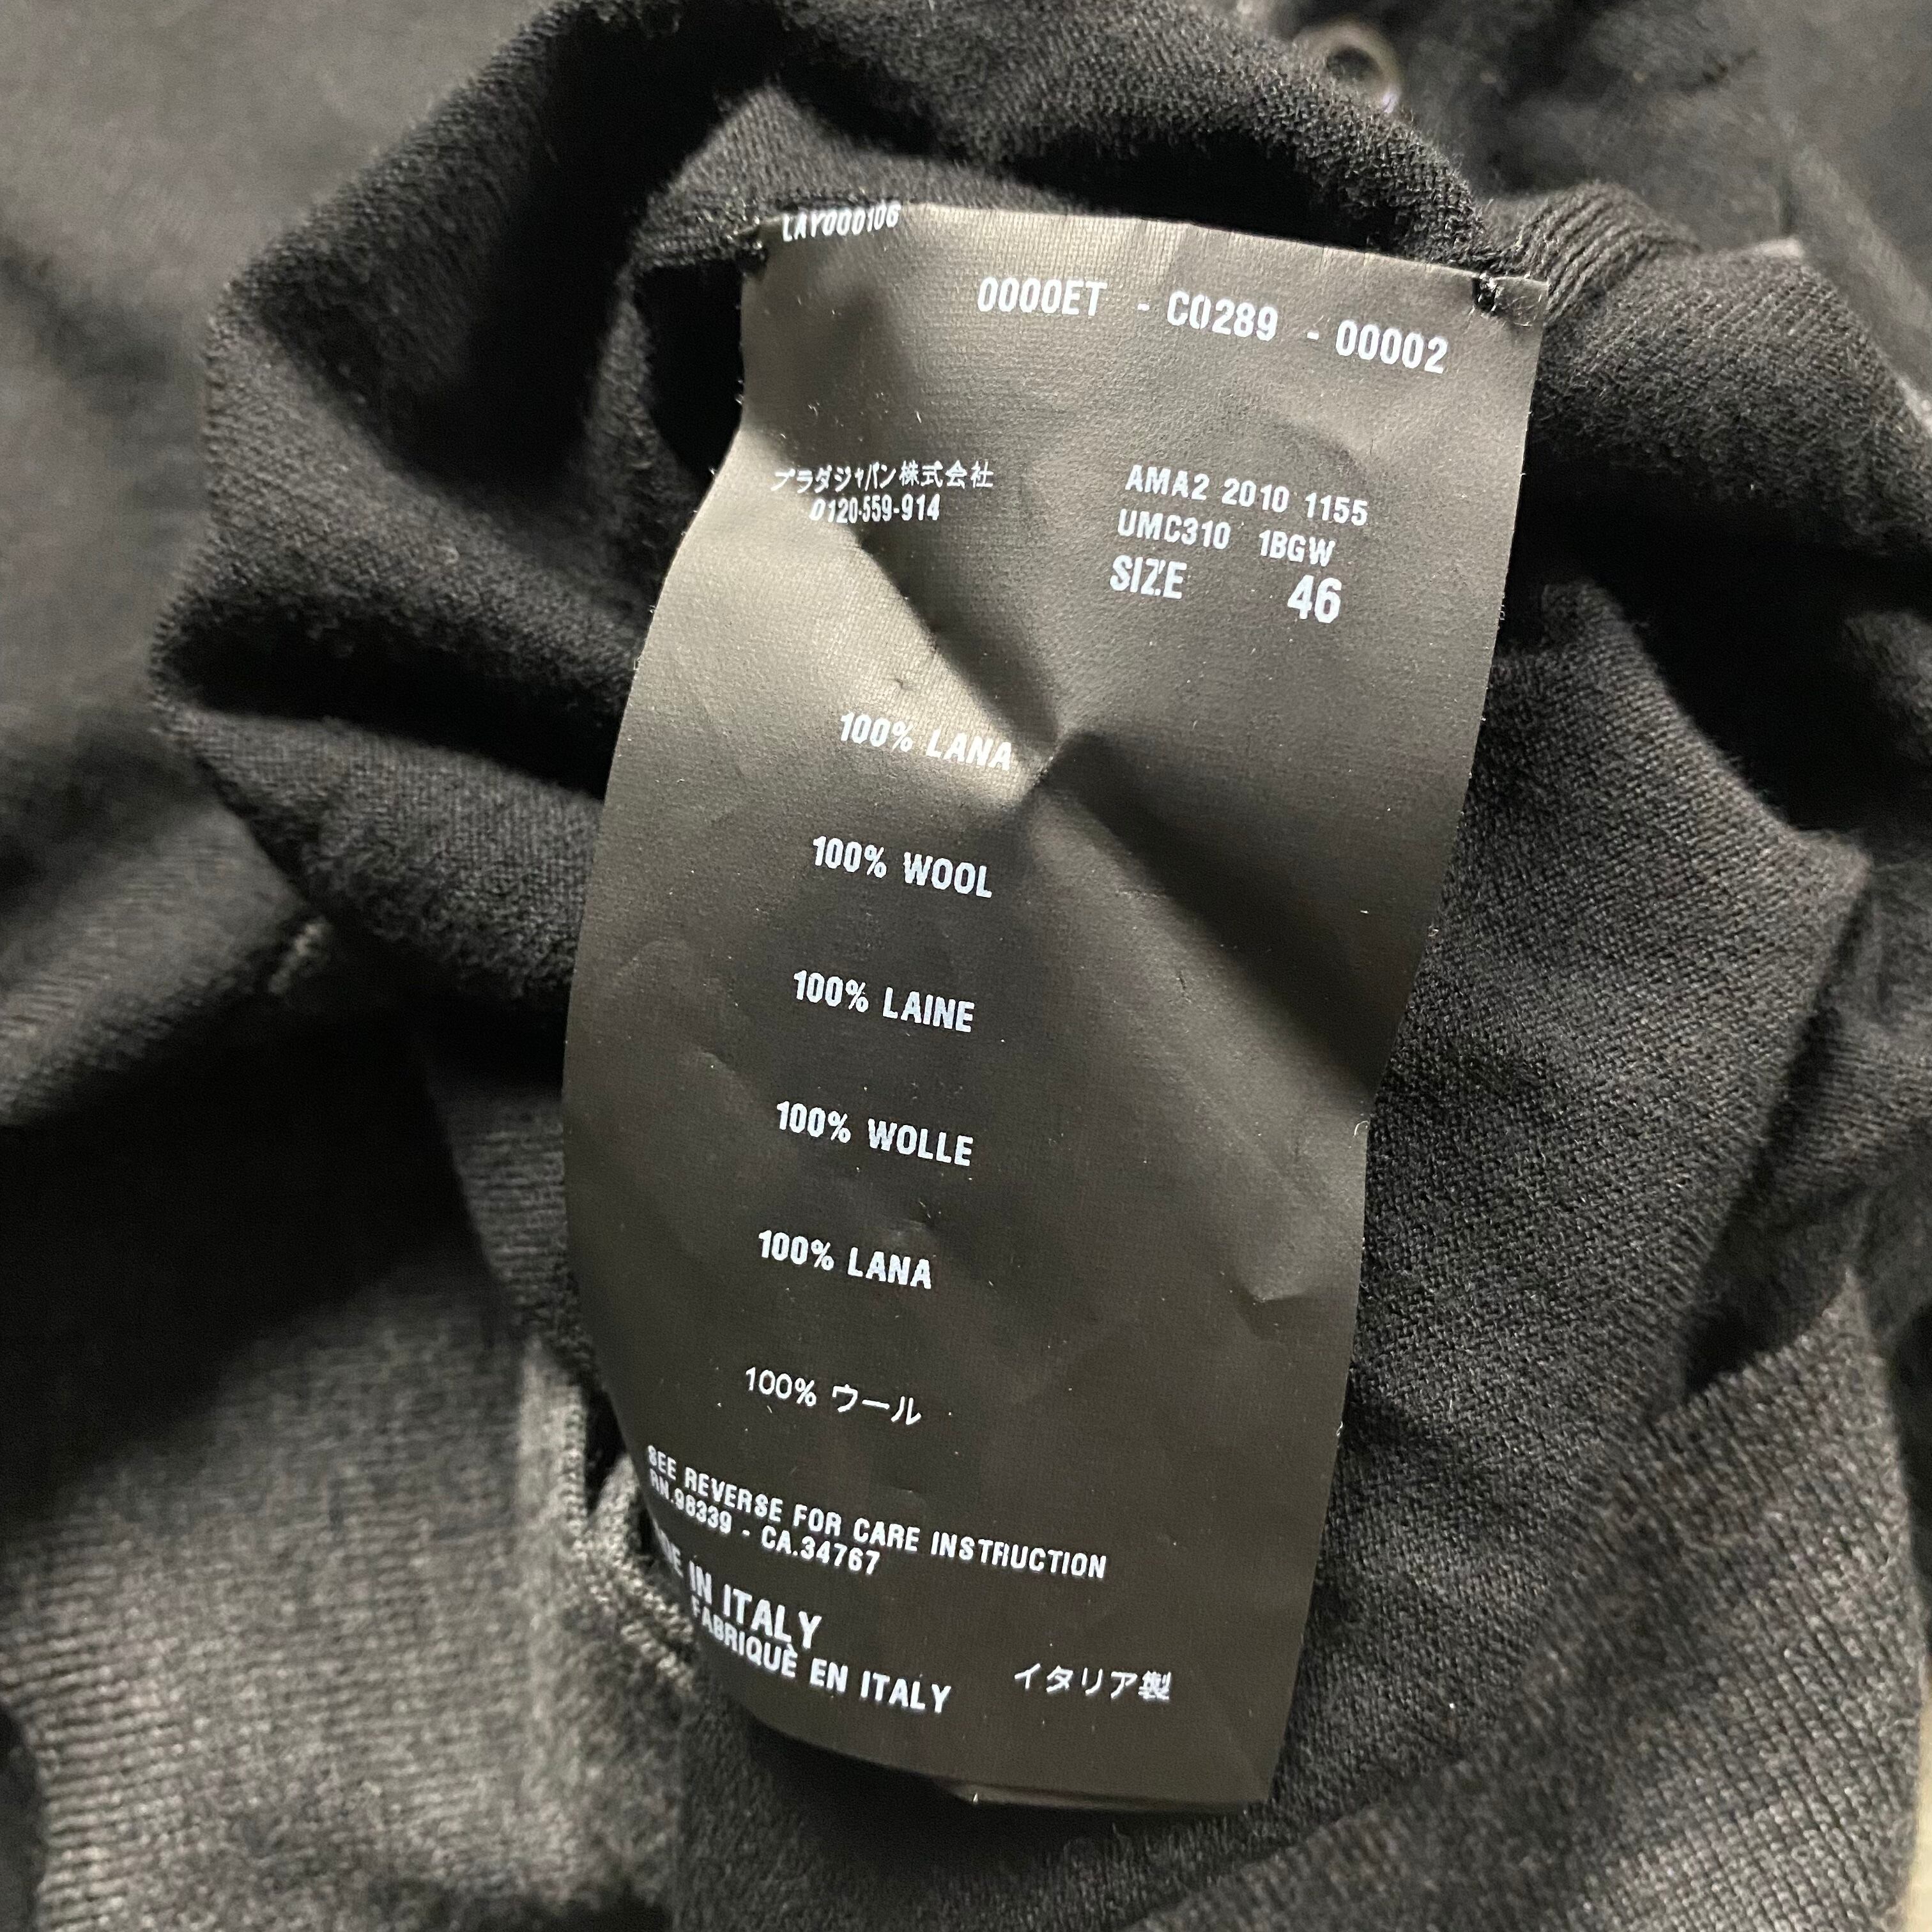 LAY000106
0000ET - C0289 - 00002
プラダジャパン株式会社
0120-559-914
AMA2 2010 1155
UMC310 1BGW
SIZE 46
100% LANA
100% WOOL
100% LAINE
100% WOLLE
100% LANA
100% ウール
SEE REVERSE FOR CARE INSTRUCTION
RN.98339 - CA.34767
IN ITALY
FABRIQUÈ EN ITALY
イタリア製